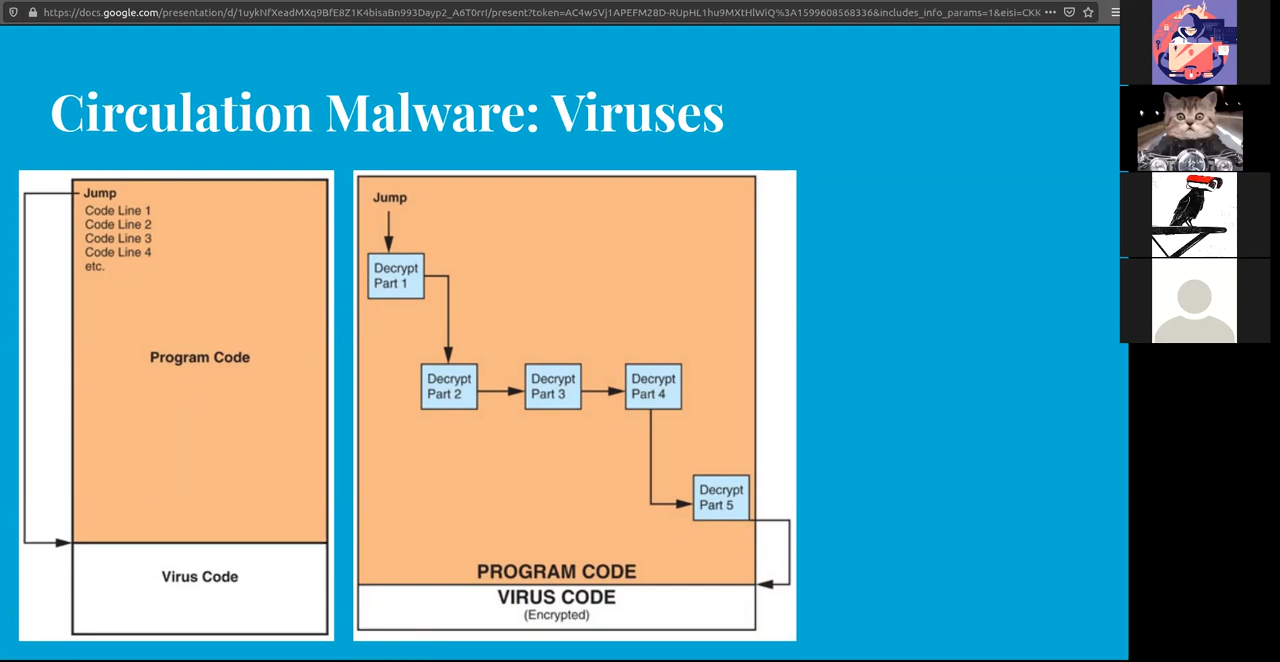 https://docs.google.com/presentation/d/1uykNfXeadMXq9BfE8Z1K4bisaBn993Dayp2_A6T0rrI/present?token=AC4w5Vj1APEFM28D-RUpHL1hu9MXtHlWiQ%3A1599608568336&includes_info_params=1&eisi=CKK
Circulation Malware: Viruses
Jump
Code Line 1
Code Line 2
Code Line 3
Code Line 4
etc.
Program Code
Virus Code
Jump
Decrypt
Part 1
Decrypt
Part 2
Decrypt
Part 3
Decrypt
Part 4
Decrypt
Part 5
PROGRAM CODE
VIRUS CODE
(Encrypted)